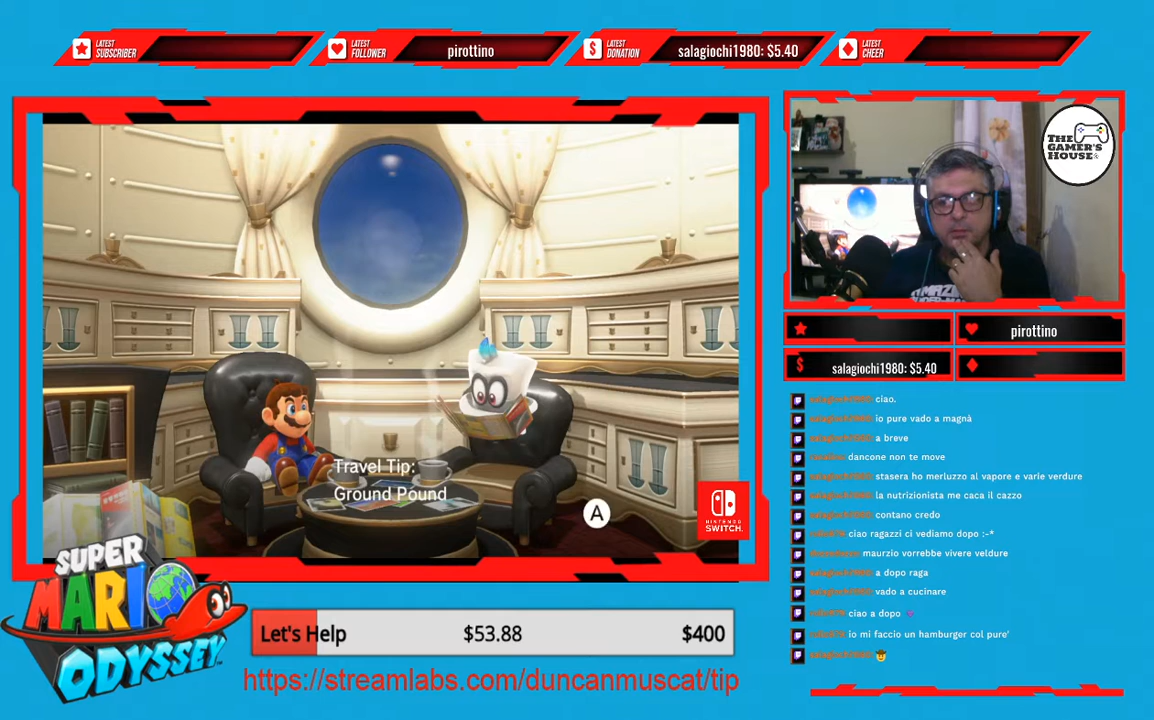 LATEST SUBSCRIBER
LATEST FOLLOWER
pirottino
LATEST DONATION
salagiochi1980: $5.40
LATEST CHEER
THE
GAMER'S
HOUSE
pirottino
salagiochi1980: $5.40
Travel Tip:
Ground Pound
A
NINTENDO
SWITCH
ciao.
io pure vado a magnà
a breve
dancone non te move
stasera ho merluzzo al vapore e varie verdure
la nutrizionista me caca il cazzo
contano credo
ciao ragazzi ci vediamo dopo :-*
maurzio vorrebbe vivere veldure
a dopo raga
vado a cucinare
ciao a dopo
io mi faccio un hamburger col pure'
SUPER
MARIO
ODYSSEY
Let's Help $53.88 $400
https://streamlabs.com/duncanmuscat/tip